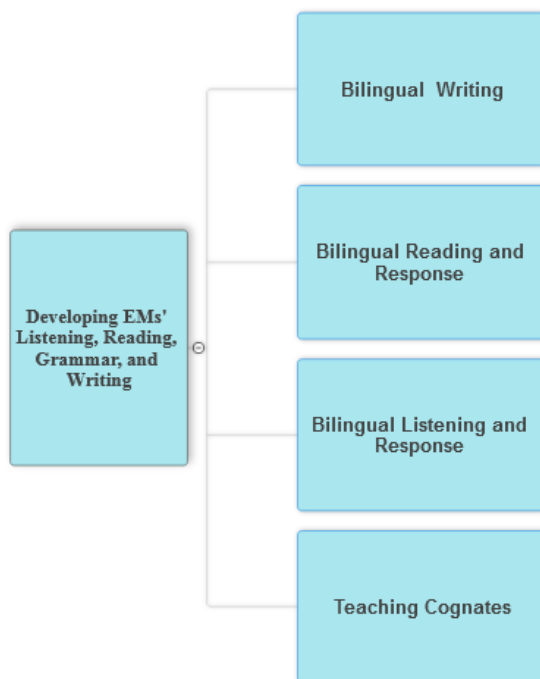 Bilingual  Writing
Bilingual Reading and
Response
Developing EMs'
Listening, Reading,
Grammar, and
Writing
Bilingual Listening and
Response
Teaching Cognates